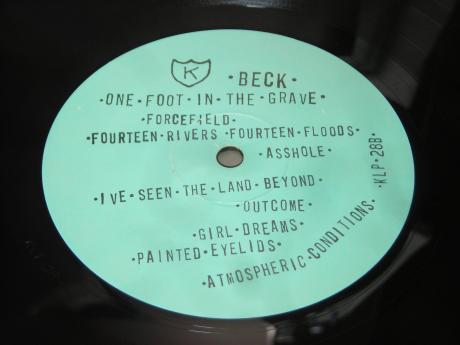 K
·BECK·
·ONE·FOOT·IN·THE·GRAVE·
·FORCEFIELD·
·FOURTEEN·RIVERS·FOURTEEN·FLOODS·
·ASSHOLE·
·I'VE·SEEN·THE·LAND·BEYOND·
·OUTCOME·
·GIRL·DREAMS·
·PAINTED·EYELIDS·
·ATMOSPHERIC·CONDITIONS·
·KLP·28B·